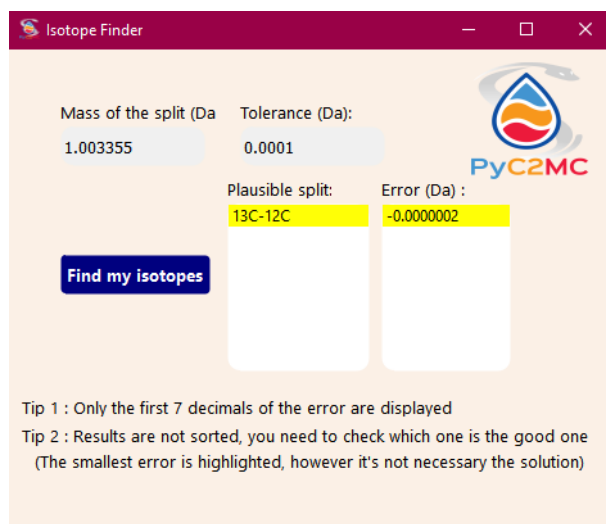 Isotope Finder
Mass of the split (Da
Tolerance (Da):
1.003355
0.0001
PyC2MC
Plausible split:
Error (Da) :
13C-12C
-0.0000002
Find my isotopes
Tip 1 : Only the first 7 decimals of the error are displayed
Tip 2 : Results are not sorted, you need to check which one is the good one
(The smallest error is highlighted, however it's not necessary the solution)